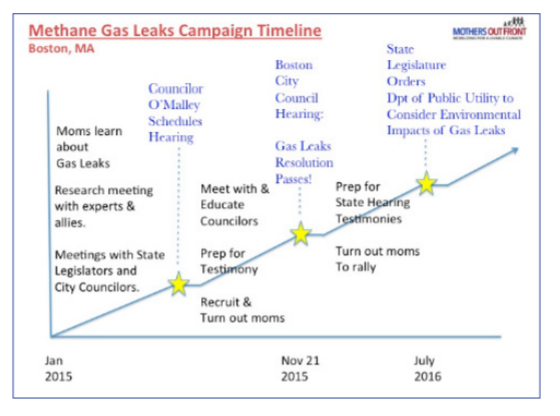 Methane Gas Leaks Campaign Timeline
Boston, MA
MOTHERS OUT FRONT
MOBILIZING FOR A LIVABLE CLIMATE
Councilor
O'Malley
Schedules
Hearing
Boston
City
Council
Hearing:
Gas Leaks
Resolution
Passes!
State
Legislature
Orders
Dpt of Public Utility to
Consider Environmental
Impacts of Gas Leaks
Moms learn
about
Gas Leaks
Research meeting
with experts &
allies.
Meetings with State
Legislators and
City Councilors.
Meet with &
Educate
Councilors
Prep for
Testimony
Recruit &
Turn out moms
Prep for
State Hearing
Testimonies
Turn out moms
To rally
Jan
2015
Nov 21
2015
July
2016